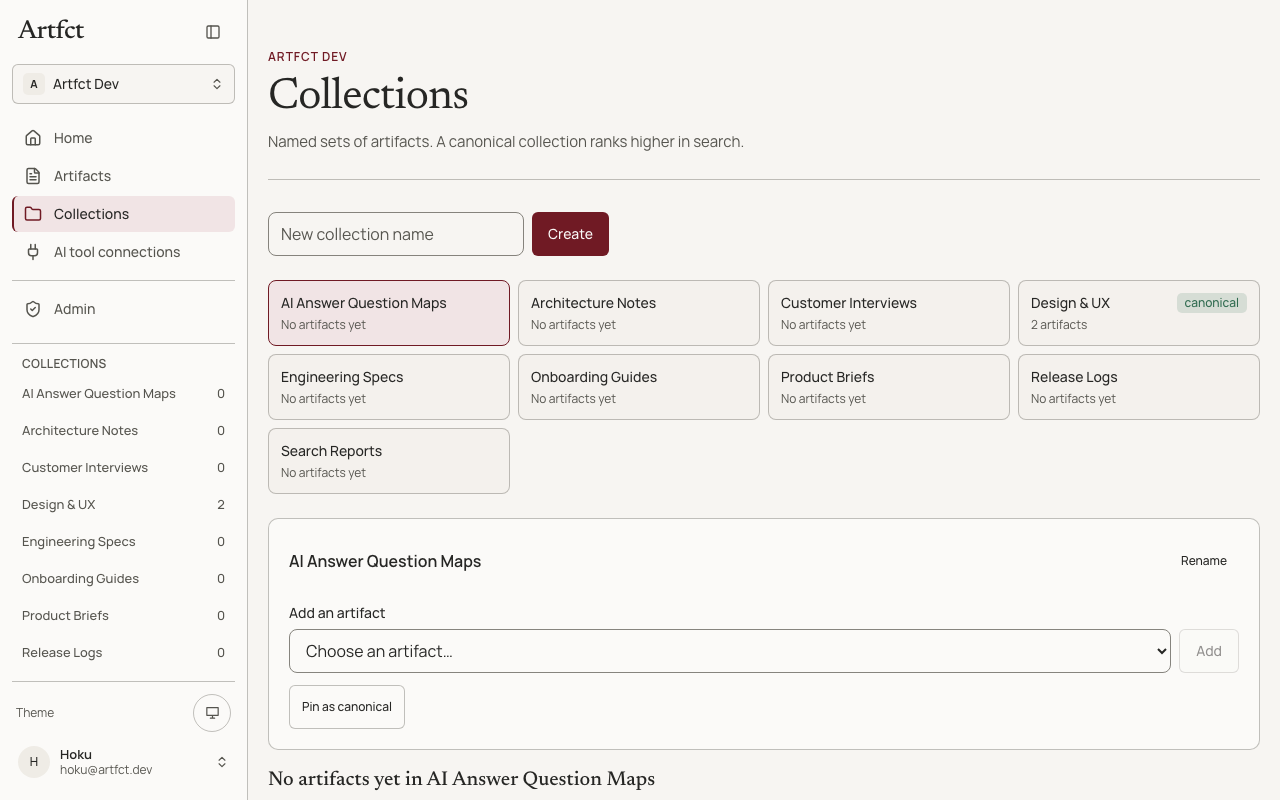 Artfct
A Artfct Dev
Home
Artifacts
Collections
AI tool connections
Admin
COLLECTIONS
AI Answer Question Maps 0
Architecture Notes 0
Customer Interviews 0
Design & UX 2
Engineering Specs 0
Onboarding Guides 0
Product Briefs 0
Release Logs 0
Theme
H Hoku
hoku@artfct.dev
ARTFCT DEV
Collections
Named sets of artifacts. A canonical collection ranks higher in search.
New collection name Create
AI Answer Question Maps
No artifacts yet
Architecture Notes
No artifacts yet
Customer Interviews
No artifacts yet
Design & UX canonical
2 artifacts
Engineering Specs
No artifacts yet
Onboarding Guides
No artifacts yet
Product Briefs
No artifacts yet
Release Logs
No artifacts yet
Search Reports
No artifacts yet
AI Answer Question Maps Rename
Add an artifact
Choose an artifact... Add
Pin as canonical
No artifacts yet in AI Answer Question Maps